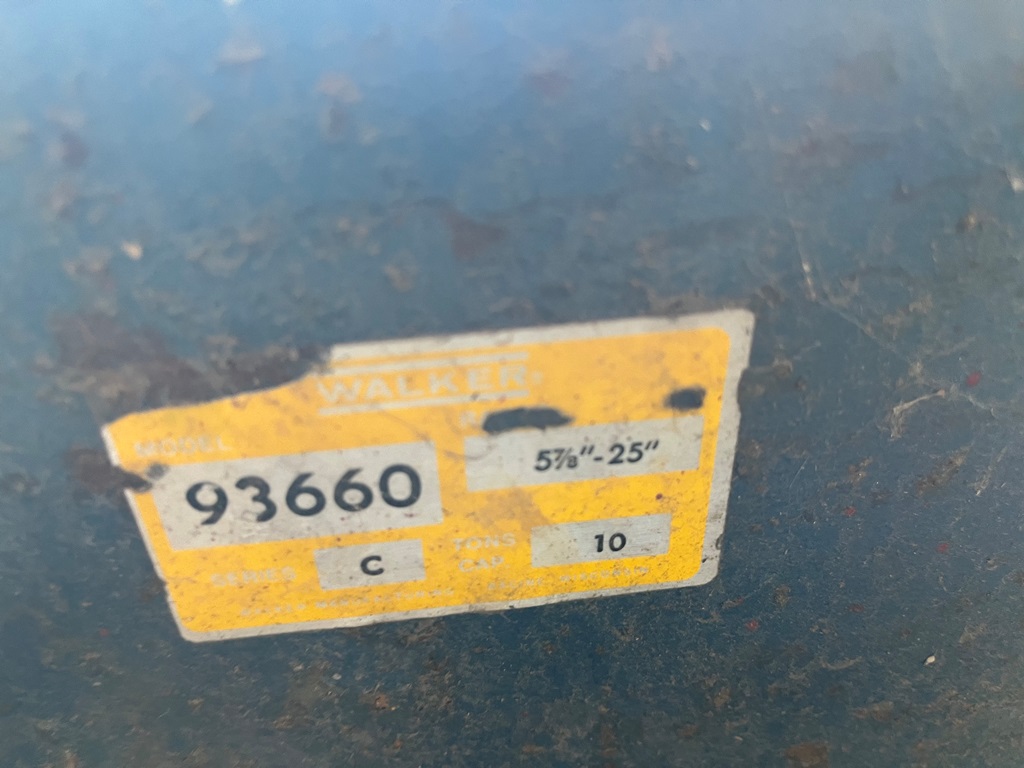 WALKER
MODEL
93660
5⅞"-25"
SERIES C
TONS CAP. 10